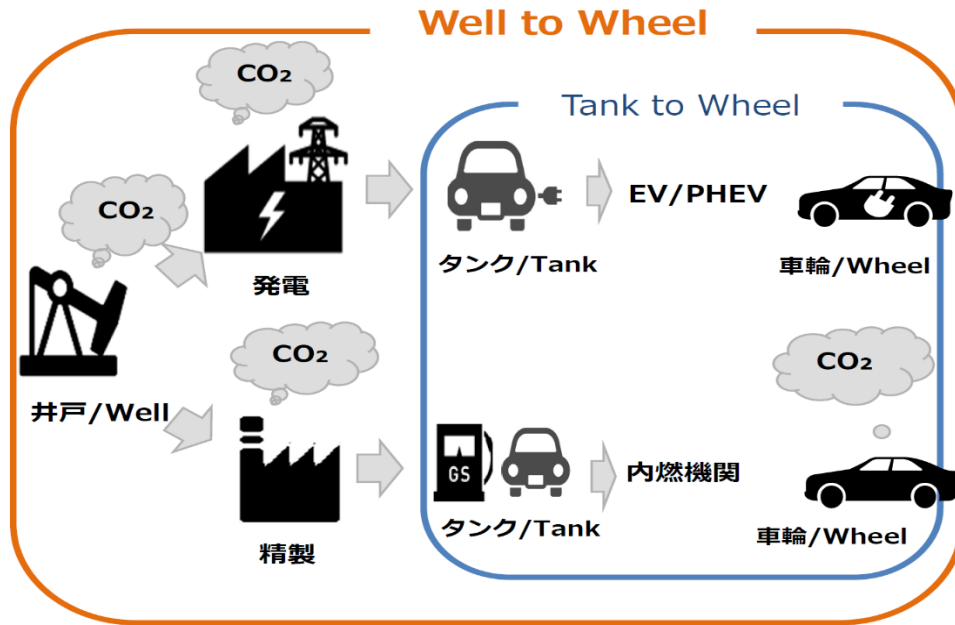 Well to Wheel
CO₂
Tank to Wheel
CO₂
EV/PHEV
発電
タンク/Tank
車輪/Wheel
CO₂
CO₂
井戸/Well
GS
内燃機関
精製
タンク/Tank
車輪/Wheel